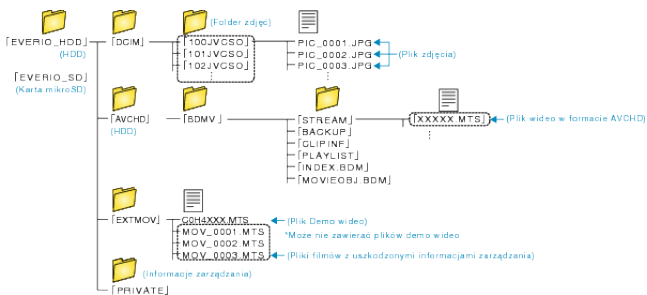 (Folder zdjęć)
[EVERIO_HDD] [DCIM] [100JVCSO] PIC_0001.JPG
(HDD) [101JVCSO] PIC_0002.JPG (Plik zdjęcia)
[EVERIO_SD] [102JVCSO] PIC_0003.JPG
(Karta mikroSD)
[AVCHD] [BDMV] [STREAM] [XXXXX.MTS] (Plik wideo w formacie AVCHD)
(HDD) [BACKUP]
[CLIPINF]
[PLAYLIST]
[INDEX.BDM]
[MOVIEOBJ.BDM]
[EXTMOV] C0H4XXX.MTS (Plik Demo wideo)
MOV_0001.MTS *Może nie zawierać plików demo wideo
MOV_0002.MTS
MOV_0003.MTS (Pliki filmów z uszkodzonymi informacjami zarządzania)
(Informacje zarządzania)
[PRIVATE]